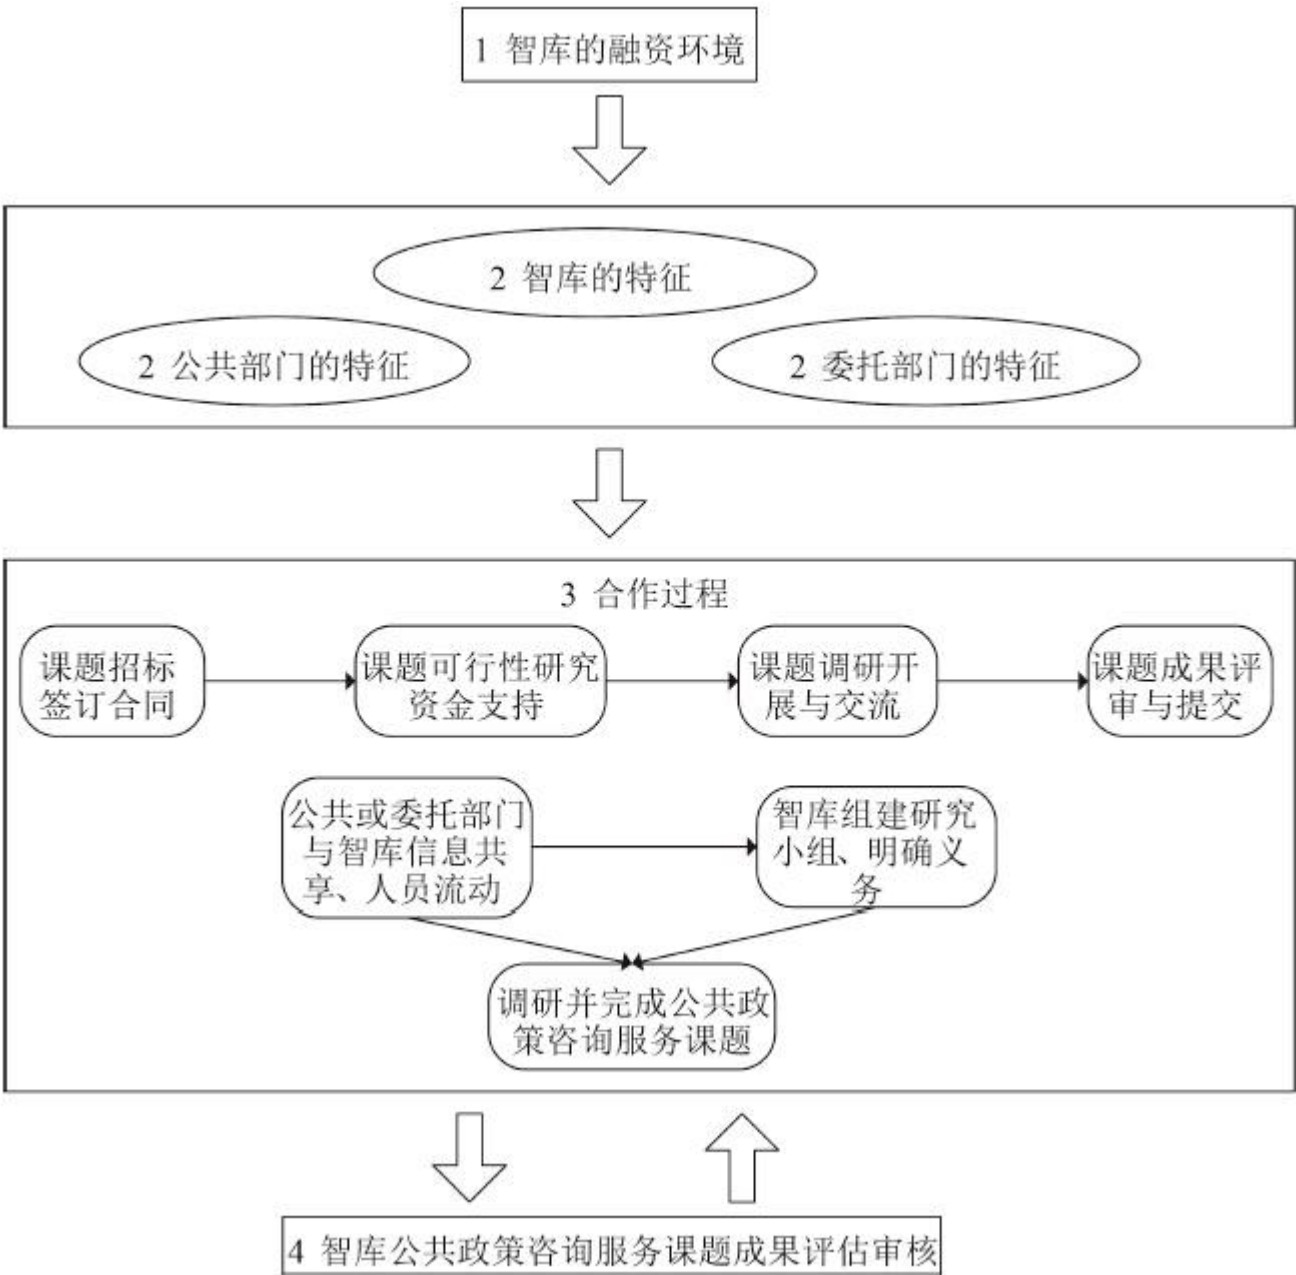 1 智库的融资环境
2 智库的特征
2 公共部门的特征
2 委托部门的特征
3 合作过程
课题招标
签订合同
课题可行性研究
资金支持
课题调研开
展与交流
课题成果评
审与提交
公共或委托部门
与智库信息共
享、人员流动
智库组建研究
小组、明确义
务
调研并完成公共政
策咨询服务课题
4 智库公共政策咨询服务课题成果评估审核